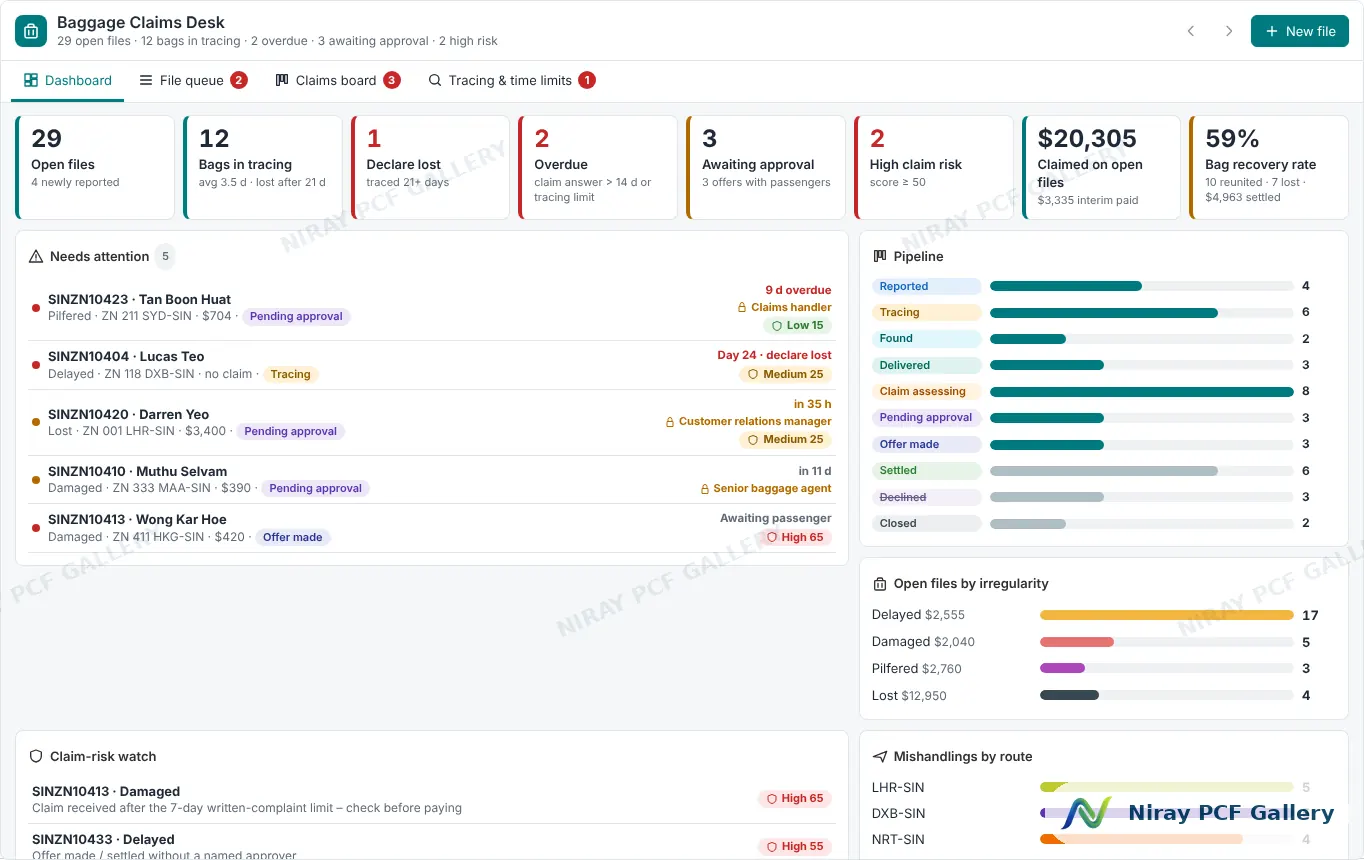 Baggage Claims Desk
29 open files · 12 bags in tracing · 2 overdue · 3 awaiting approval · 2 high risk
New file
Dashboard
File queue 2
Claims board 3
Tracing & time limits 1
29
Open files
4 newly reported
12
Bags in tracing
avg 3.5 d · lost after 21 d
1
Declare lost
traced 21+ days
2
Overdue
claim answer > 14 d or
tracing limit
3
Awaiting approval
3 offers with passengers
2
High claim risk
score ≥ 50
$20,305
Claimed on open
files
$3,335 interim paid
59%
Bag recovery rate
10 reunited · 7 lost ·
$4,963 settled
Needs attention 5
SINZN10423 · Tan Boon Huat
Pilfered · ZN 211 SYD-SIN · $704 · Pending approval
9 d overdue
Claims handler
Low 15
SINZN10404 · Lucas Teo
Delayed · ZN 118 DXB-SIN · no claim · Tracing
Day 24 · declare lost
Medium 25
SINZN10420 · Darren Yeo
Lost · ZN 001 LHR-SIN · $3,400 · Pending approval
in 35 h
Customer relations manager
Medium 25
SINZN10410 · Muthu Selvam
Damaged · ZN 333 MAA-SIN · $390 · Pending approval
in 11 d
Senior baggage agent
SINZN10413 · Wong Kar Hoe
Damaged · ZN 411 HKG-SIN · $420 · Offer made
Awaiting passenger
High 65
Pipeline
Reported 4
Tracing 6
Found 2
Delivered 3
Claim assessing 8
Pending approval 3
Offer made 3
Settled 6
Declined 3
Closed 2
Open files by irregularity
Delayed $2,555 17
Damaged $2,040 5
Pilfered $2,760 3
Lost $12,950 4
Claim-risk watch
SINZN10413 · Damaged
Claim received after the 7-day written-complaint limit – check before paying
High 65
SINZN10433 · Delayed
Offer made / settled without a named approver
High 55
Mishandlings by route
LHR-SIN 5
DXB-SIN
NRT-SIN 4
Niray PCF Gallery
NIRAY PCF GALLERY
NIRAY PCF GALLERY
PCF GALLERY
NIRAY PCF GALLERY
NIRAY PCF GALLERY